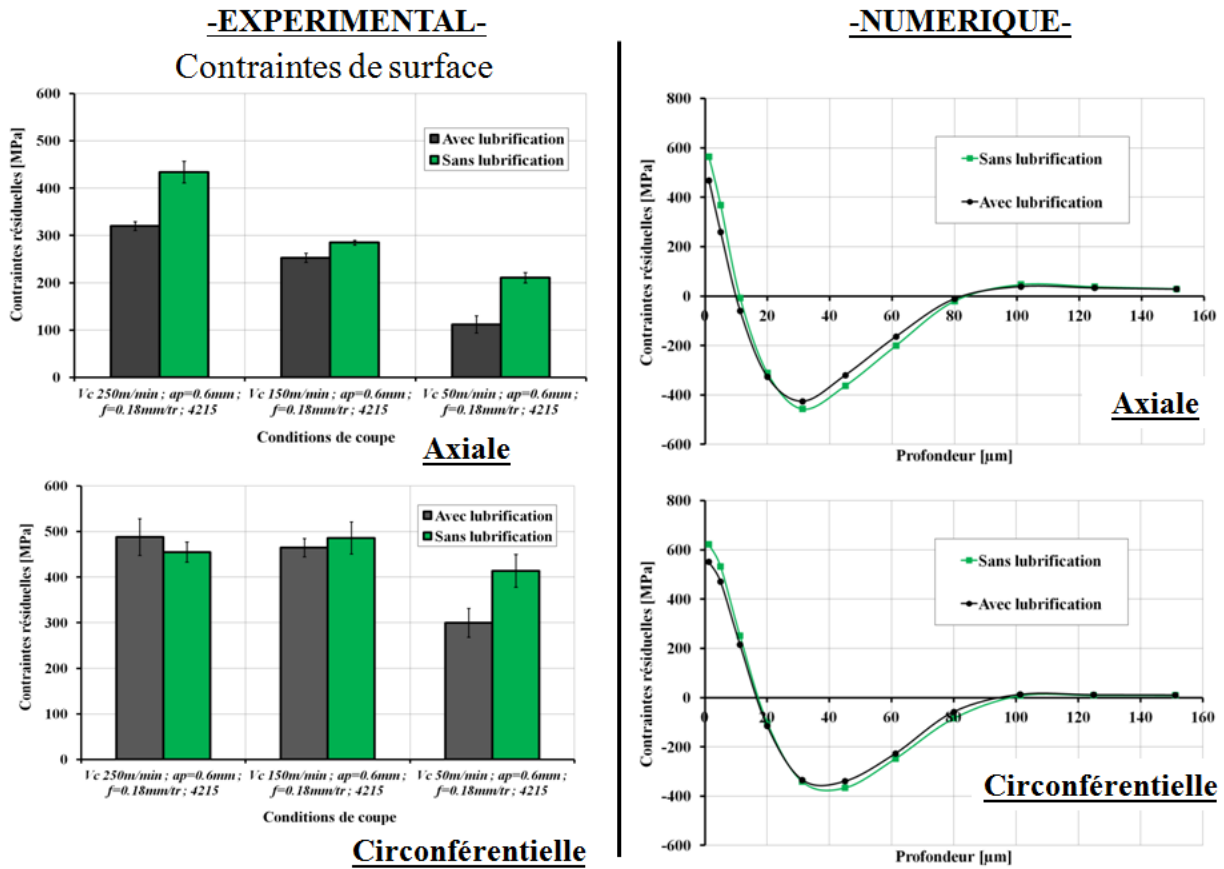 -EXPERIMENTAL-
Contraintes de surface
Contraintes résiduelles [MPa]
600
500
400
300
200
100
0
Avec lubrification
Sans lubrification
Vc 250m/min ; ap=0.6mm ;
f=0.18mm/tr ; 4215
Vc 150m/min ; ap=0.6mm ;
f=0.18mm/tr ; 4215
Vc 50m/min ; ap=0.6mm ;
f=0.18mm/tr ; 4215
Conditions de coupe
Axiale
Contraintes résiduelles [MPa]
600
500
400
300
200
100
0
Avec lubrification
Sans lubrification
Vc 250m/min ; ap=0.6mm ;
f=0.18mm/tr ; 4215
Vc 150m/min ; ap=0.6mm ;
f=0.18mm/tr ; 4215
Vc 50m/min ; ap=0.6mm ;
f=0.18mm/tr ; 4215
Conditions de coupe
Circonférentielle
-NUMERIQUE-
Contraintes résiduelles [MPa]
800
600
400
200
0
-200
-400
-600
0 20 40 60 80 100 120 140 160
Sans lubrification
Avec lubrification
Axiale
Profondeur [µm]
Contraintes résiduelles [MPa]
800
600
400
200
0
-200
-400
-600
0 20 40 60 80 100 120 140 160
Sans lubrification
Avec lubrification
Circonférentielle
Profondeur [µm]